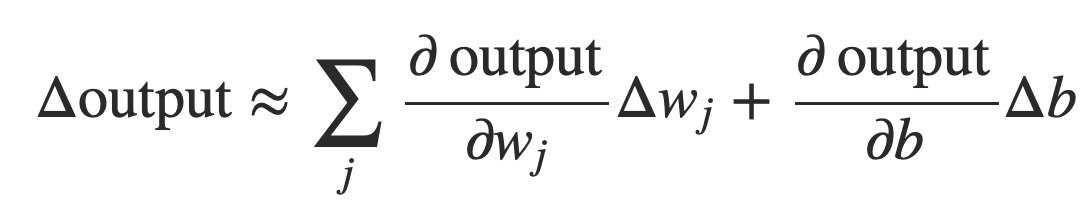 Δoutput ≈ ∑_j ∂ output/∂w_j Δw_j + ∂ output/∂b Δb